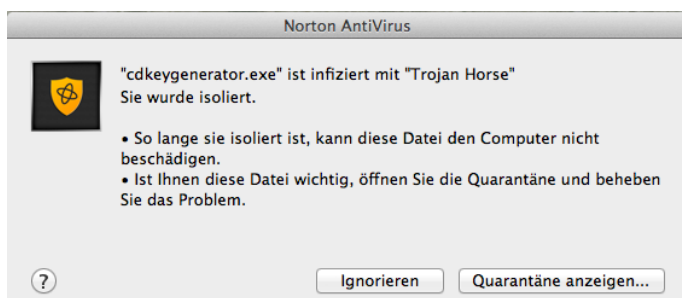 Norton AntiVirus
"cdkeygenerator.exe" ist infiziert mit "Trojan Horse"
Sie wurde isoliert.
• So lange sie isoliert ist, kann diese Datei den Computer nicht
beschädigen.
• Ist Ihnen diese Datei wichtig, öffnen Sie die Quarantäne und beheben
Sie das Problem.
?
Ignorieren
Quarantäne anzeigen...